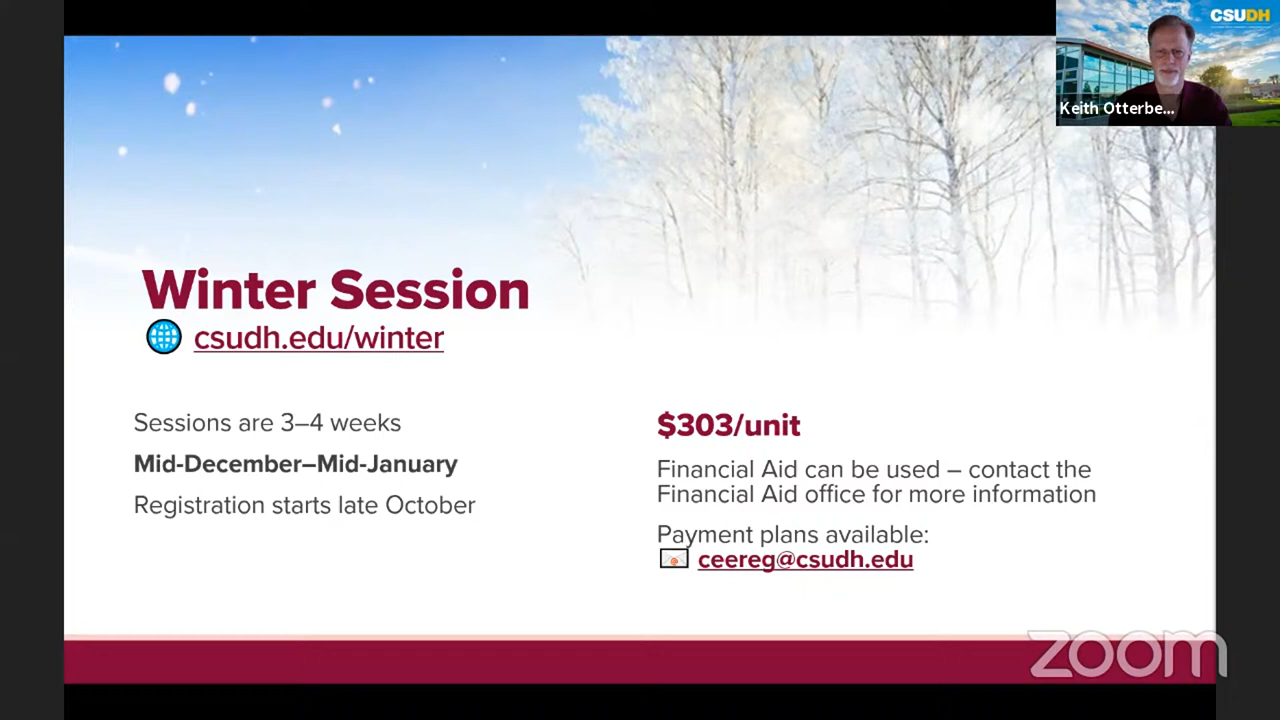 CSUDH
Keith Otterbe...
Winter Session
csudh.edu/winter
Sessions are 3–4 weeks
Mid-December–Mid-January
Registration starts late October
$303/unit
Financial Aid can be used – contact the
Financial Aid office for more information
Payment plans available:
ceereg@csudh.edu
zoom